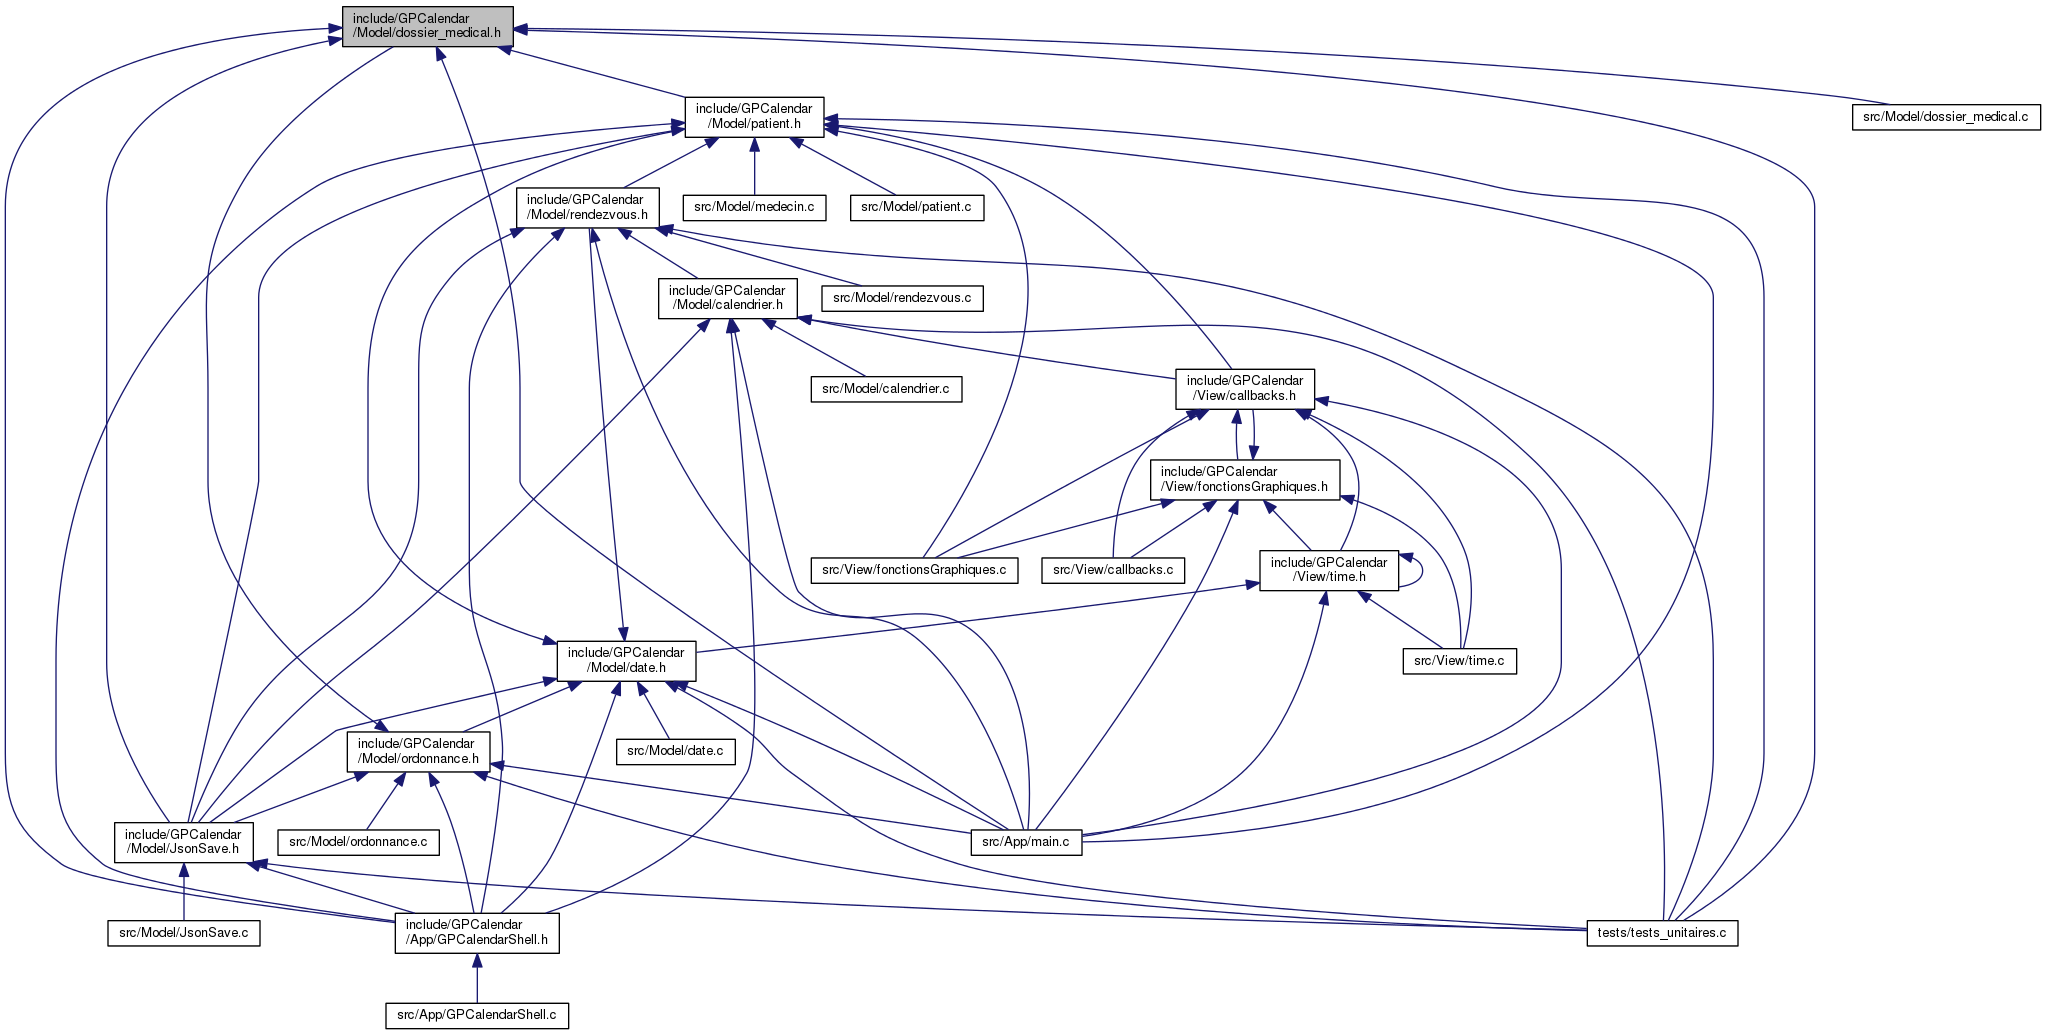 include/GPCalendar
/Model/dossier_medical.h
include/GPCalendar
/Model/patient.h
src/Model/dossier_medical.c
include/GPCalendar
/Model/rendezvous.h
src/Model/medecin.c
src/Model/patient.c
include/GPCalendar
/Model/calendrier.h
src/Model/rendezvous.c
src/Model/calendrier.c
include/GPCalendar
/View/callbacks.h
include/GPCalendar
/View/fonctionsGraphiques.h
src/View/fonctionsGraphiques.c
src/View/callbacks.c
include/GPCalendar
/View/time.h
include/GPCalendar
/Model/date.h
src/View/time.c
include/GPCalendar
/Model/ordonnance.h
src/Model/date.c
include/GPCalendar
/Model/JsonSave.h
src/Model/ordonnance.c
src/App/main.c
src/Model/JsonSave.c
include/GPCalendar
/App/GPCalendarShell.h
tests/tests_unitaires.c
src/App/GPCalendarShell.c